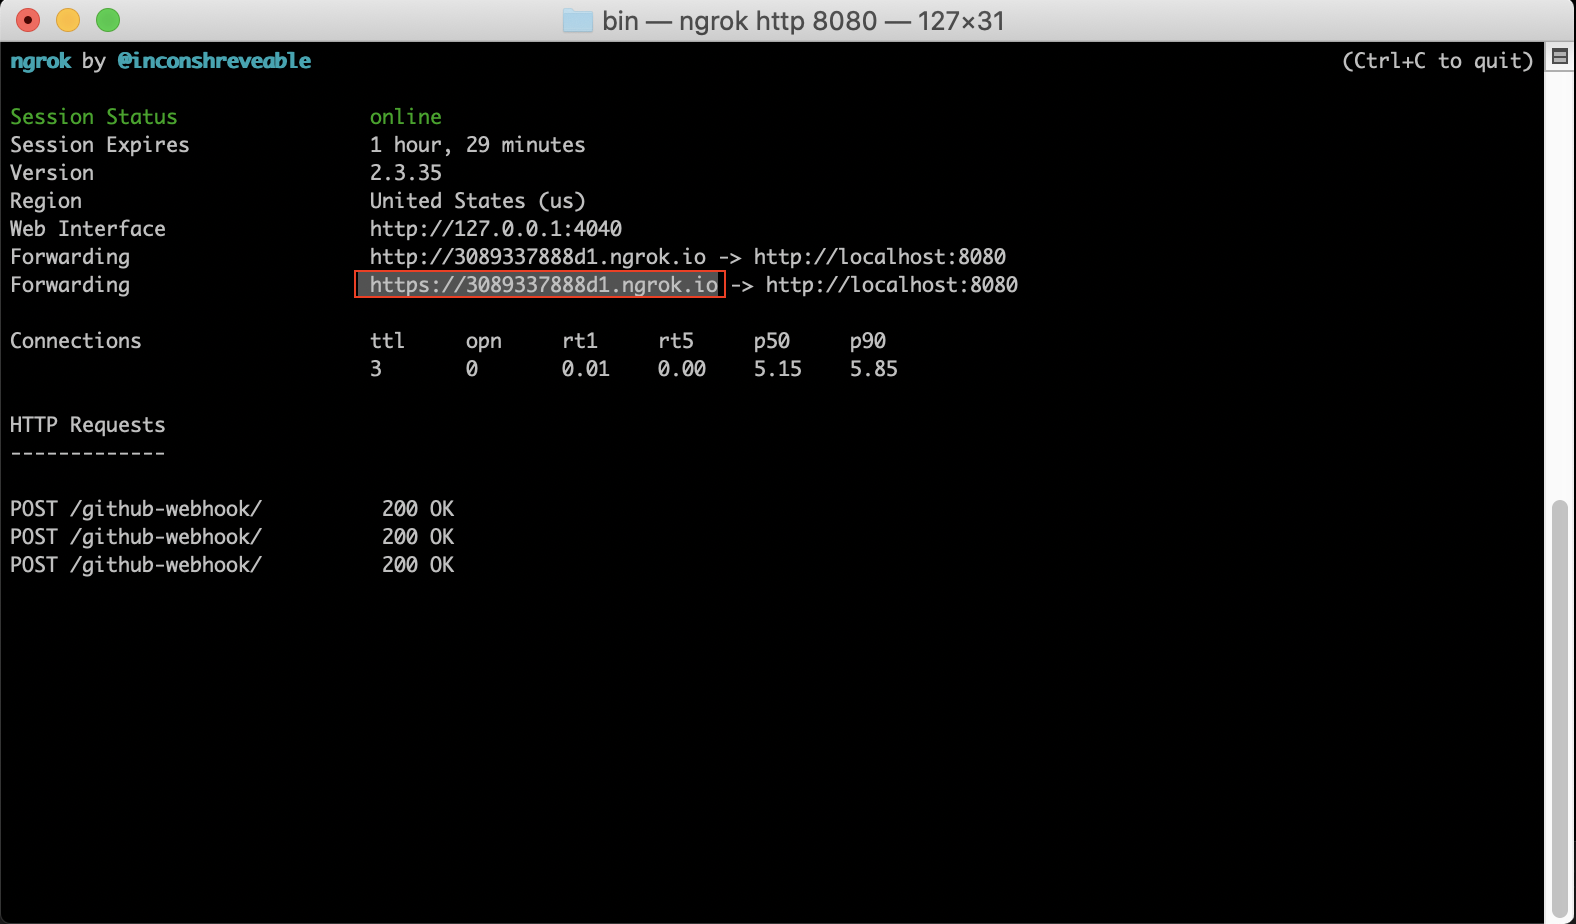 bin — ngrok http 8080 — 127×31
ngrok by @inconshreveable (Ctrl+C to quit)
Session Status online
Session Expires 1 hour, 29 minutes
Version 2.3.35
Region United States (us)
Web Interface http://127.0.0.1:4040
Forwarding http://3089337888d1.ngrok.io -> http://localhost:8080
Forwarding https://3089337888d1.ngrok.io -> http://localhost:8080
Connections ttl opn rt1 rt5 p50 p90
3 0 0.01 0.00 5.15 5.85
HTTP Requests
-------------
POST /github-webhook/ 200 OK
POST /github-webhook/ 200 OK
POST /github-webhook/ 200 OK